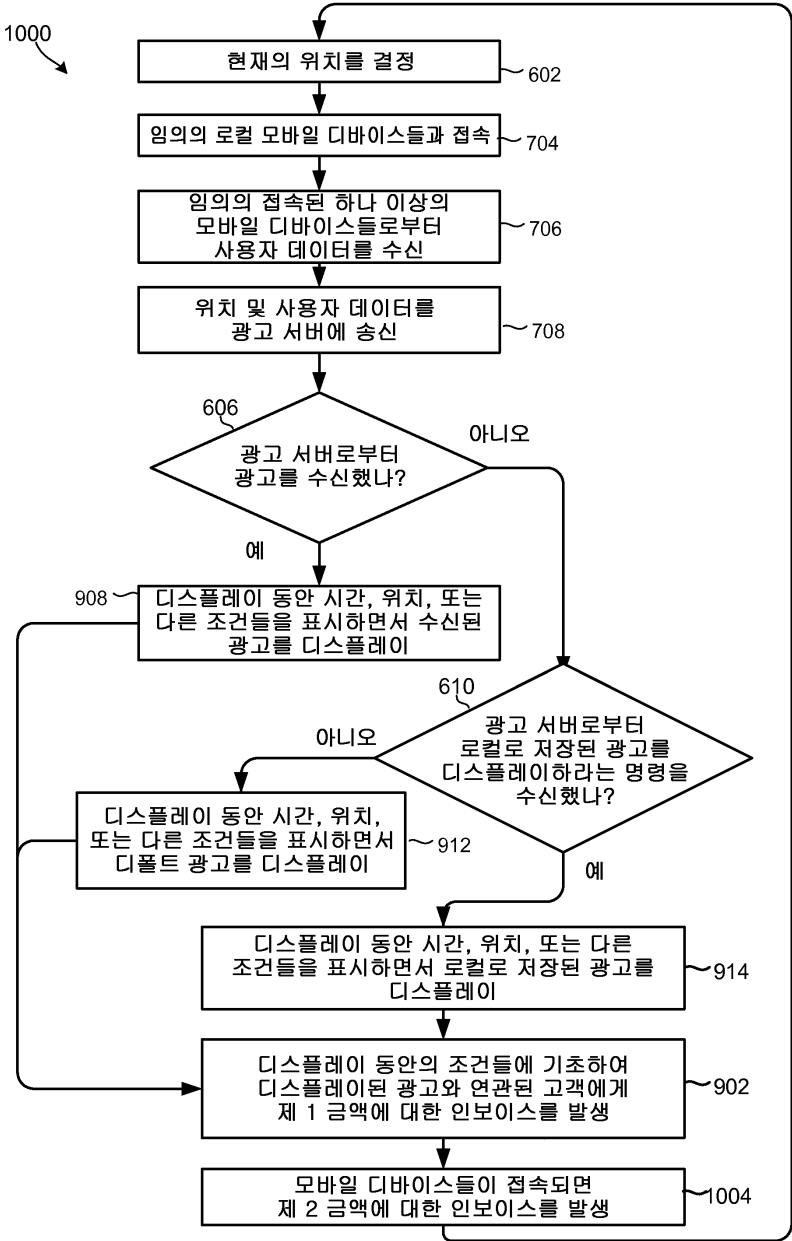 1000
현재의 위치를 결정
602
임의의 로컬 모바일 디바이스들과 접속
704
임의의 접속된 하나 이상의
모바일 디바이스들로부터
사용자 데이터를 수신
706
위치 및 사용자 데이터를
광고 서버에 송신
708
606
광고 서버로부터
광고를 수신했나?
아니오
예
908
디스플레이 동안 시간, 위치, 또는
다른 조건들을 표시하면서 수신된
광고를 디스플레이
610
광고 서버로부터
로컬로 저장된 광고를
디스플레이하라는 명령을
수신했나?
아니오
디스플레이 동안 시간, 위치,
또는 다른 조건들을 표시하면서
디폴트 광고를 디스플레이
912
예
디스플레이 동안 시간, 위치, 또는 다른
조건들을 표시하면서 로컬로 저장된 광고를
디스플레이
914
디스플레이 동안의 조건들에 기초하여
디스플레이된 광고와 연관된 고객에게
제 1 금액에 대한 인보이스를 발생
902
모바일 디바이스들이 접속되면
제 2 금액에 대한 인보이스를 발생
1004